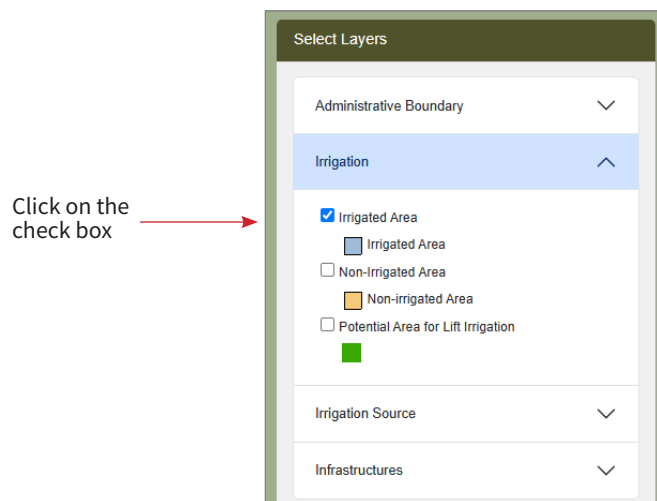 Select Layers
Administrative Boundary
Irrigation
Click on the
check box
Irrigated Area
Irrigated Area
Non-Irrigated Area
Non-irrigated Area
Potential Area for Lift Irrigation
Irrigation Source
Infrastructures